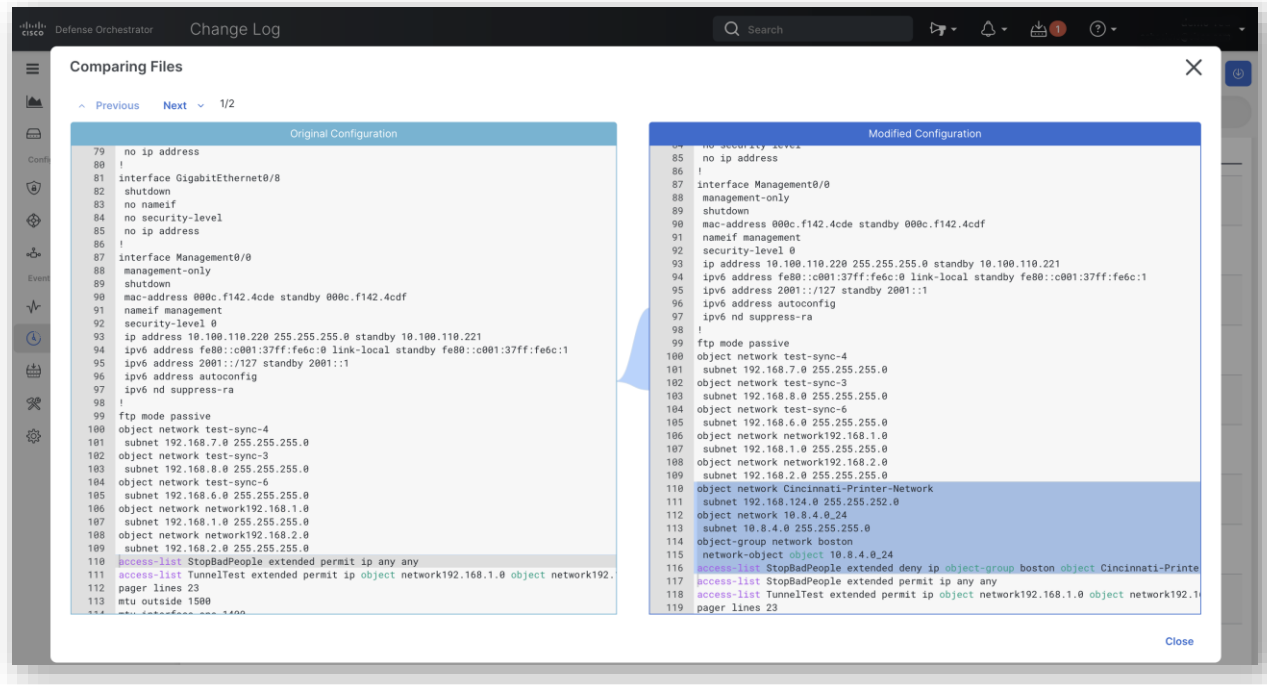 cisco Defense Orchestrator Change Log Search 1
Comparing Files
Previous Next 1/2
Original Configuration
79 no ip address
80 !
81 interface GigabitEthernet0/8
82 shutdown
83 no nameif
84 no security-level
85 no ip address
86 !
87 interface Management0/0
88 management-only
89 shutdown
90 mac-address 000c.f142.4cde standby 000c.f142.4cdf
91 nameif management
92 security-level 0
93 ip address 10.100.110.220 255.255.255.0 standby 10.100.110.221
94 ipv6 address fe80::c001:37ff:fe6c:0 link-local standby fe80::c001:37ff:fe6c:1
95 ipv6 address 2001::/127 standby 2001::1
96 ipv6 address autoconfig
97 ipv6 nd suppress-ra
98 !
99 ftp mode passive
100 object network test-sync-4
101 subnet 192.168.7.0 255.255.255.0
102 object network test-sync-3
103 subnet 192.168.8.0 255.255.255.0
104 object network test-sync-6
105 subnet 192.168.6.0 255.255.255.0
106 object network network192.168.1.0
107 subnet 192.168.1.0 255.255.255.0
108 object network network192.168.2.0
109 subnet 192.168.2.0 255.255.255.0
110 access-list StopBadPeople extended permit ip any any
111 access-list TunnelTest extended permit ip object network192.168.1.0 object network192.
112 pager lines 23
113 mtu outside 1500
Modified Configuration
84 no security-level
85 no ip address
86 !
87 interface Management0/0
88 management-only
89 shutdown
90 mac-address 000c.f142.4cde standby 000c.f142.4cdf
91 nameif management
92 security-level 0
93 ip address 10.100.110.220 255.255.255.0 standby 10.100.110.221
94 ipv6 address fe80::c001:37ff:fe6c:0 link-local standby fe80::c001:37ff:fe6c:1
95 ipv6 address 2001::/127 standby 2001::1
96 ipv6 address autoconfig
97 ipv6 nd suppress-ra
98 !
99 ftp mode passive
100 object network test-sync-4
101 subnet 192.168.7.0 255.255.255.0
102 object network test-sync-3
103 subnet 192.168.8.0 255.255.255.0
104 object network test-sync-6
105 subnet 192.168.6.0 255.255.255.0
106 object network network192.168.1.0
107 subnet 192.168.1.0 255.255.255.0
108 object network network192.168.2.0
109 subnet 192.168.2.0 255.255.255.0
110 object network Cincinnati-Printer-Network
111 subnet 192.168.124.0 255.255.252.0
112 object network 10.8.4.0_24
113 subnet 10.8.4.0 255.255.255.0
114 object-group network boston
115 network-object object 10.8.4.0_24
116 access-list StopBadPeople extended deny ip object-group boston object Cincinnati-Printe
117 access-list StopBadPeople extended permit ip any any
118 access-list TunnelTest extended permit ip object network192.168.1.0 object network192.1
119 pager lines 23
Close
Confi
Event